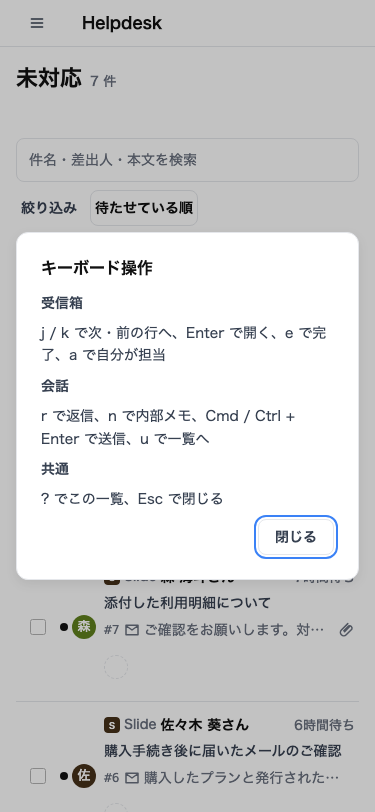 Helpdesk
未対応 7 件
件名・差出人・本文を検索
絞り込み 待たせている順
キーボード操作
受信箱
j / k で次・前の行へ、Enter で開く、e で完
了、a で自分が担当
会話
r で返信、n で内部メモ、Cmd / Ctrl +
Enter で送信、u で一覧へ
共通
? でこの一覧、Esc で閉じる
閉じる
添付した利用明細について
森 #7 ご確認をお願いします。対…
s Slide 佐々木 葵さん 6時間待ち
購入手続き後に届いたメールのご確認
佐 #6 購入したプランと発行された…